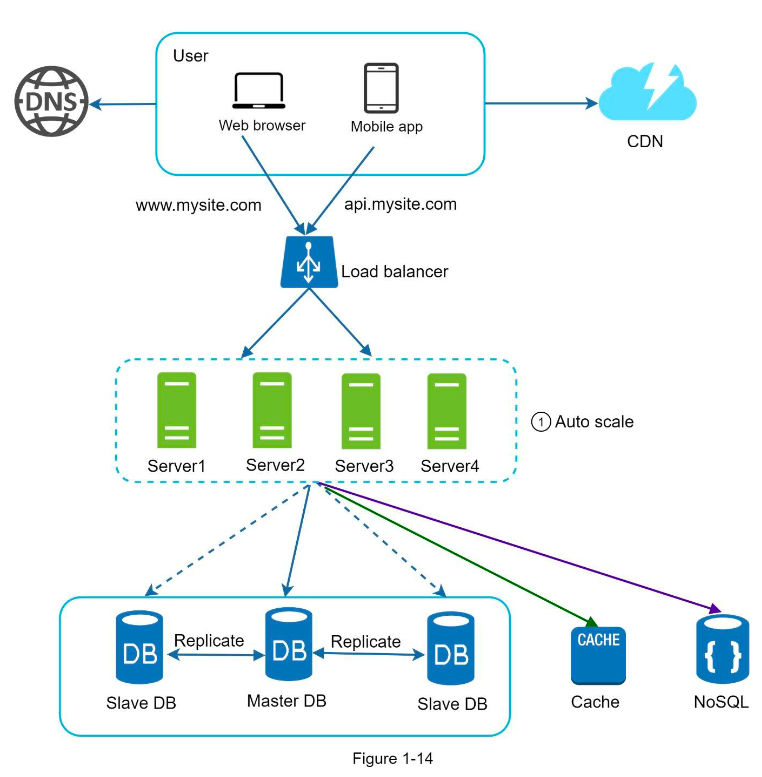 User
DNS
Web browser
Mobile app
CDN
www.mysite.com
api.mysite.com
Load balancer
1 Auto scale
Server1
Server2
Server3
Server4
DB
Replicate
DB
Replicate
DB
CACHE
{ }
Slave DB
Master DB
Slave DB
Cache
NoSQL
Figure 1-14